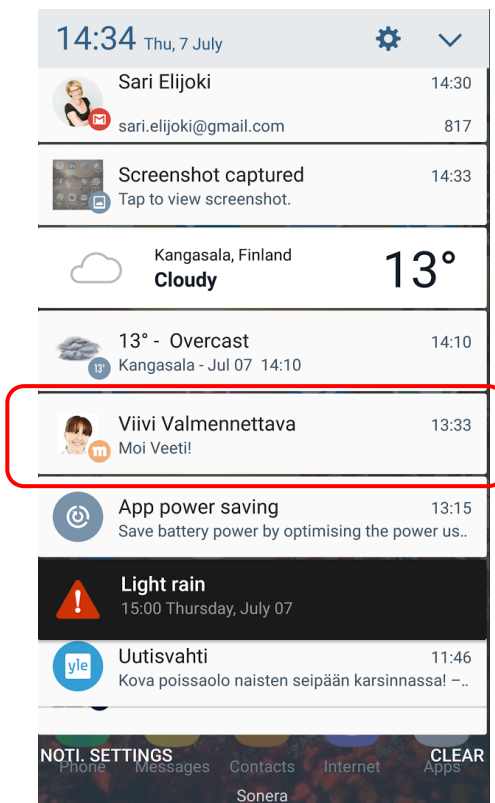 14:34 Thu, 7 July
Sari Elijoki 14:30
sari.elijoki@gmail.com 817
Screenshot captured 14:33
Tap to view screenshot.
Kangasala, Finland
Cloudy
13°
13° - Overcast 14:10
13° Kangasala - Jul 07 14:10
Viivi Valmennettava 13:33
m Moi Veeti!
App power saving 13:15
Save battery power by optimising the power us..
Light rain
15:00 Thursday, July 07
yle
Uutisvahti 11:46
Kova poissaolo naisten seipään karsinnassa! –..
NOTI. SETTINGS CLEAR
Phone Messages Contacts Internet Apps
Sonera